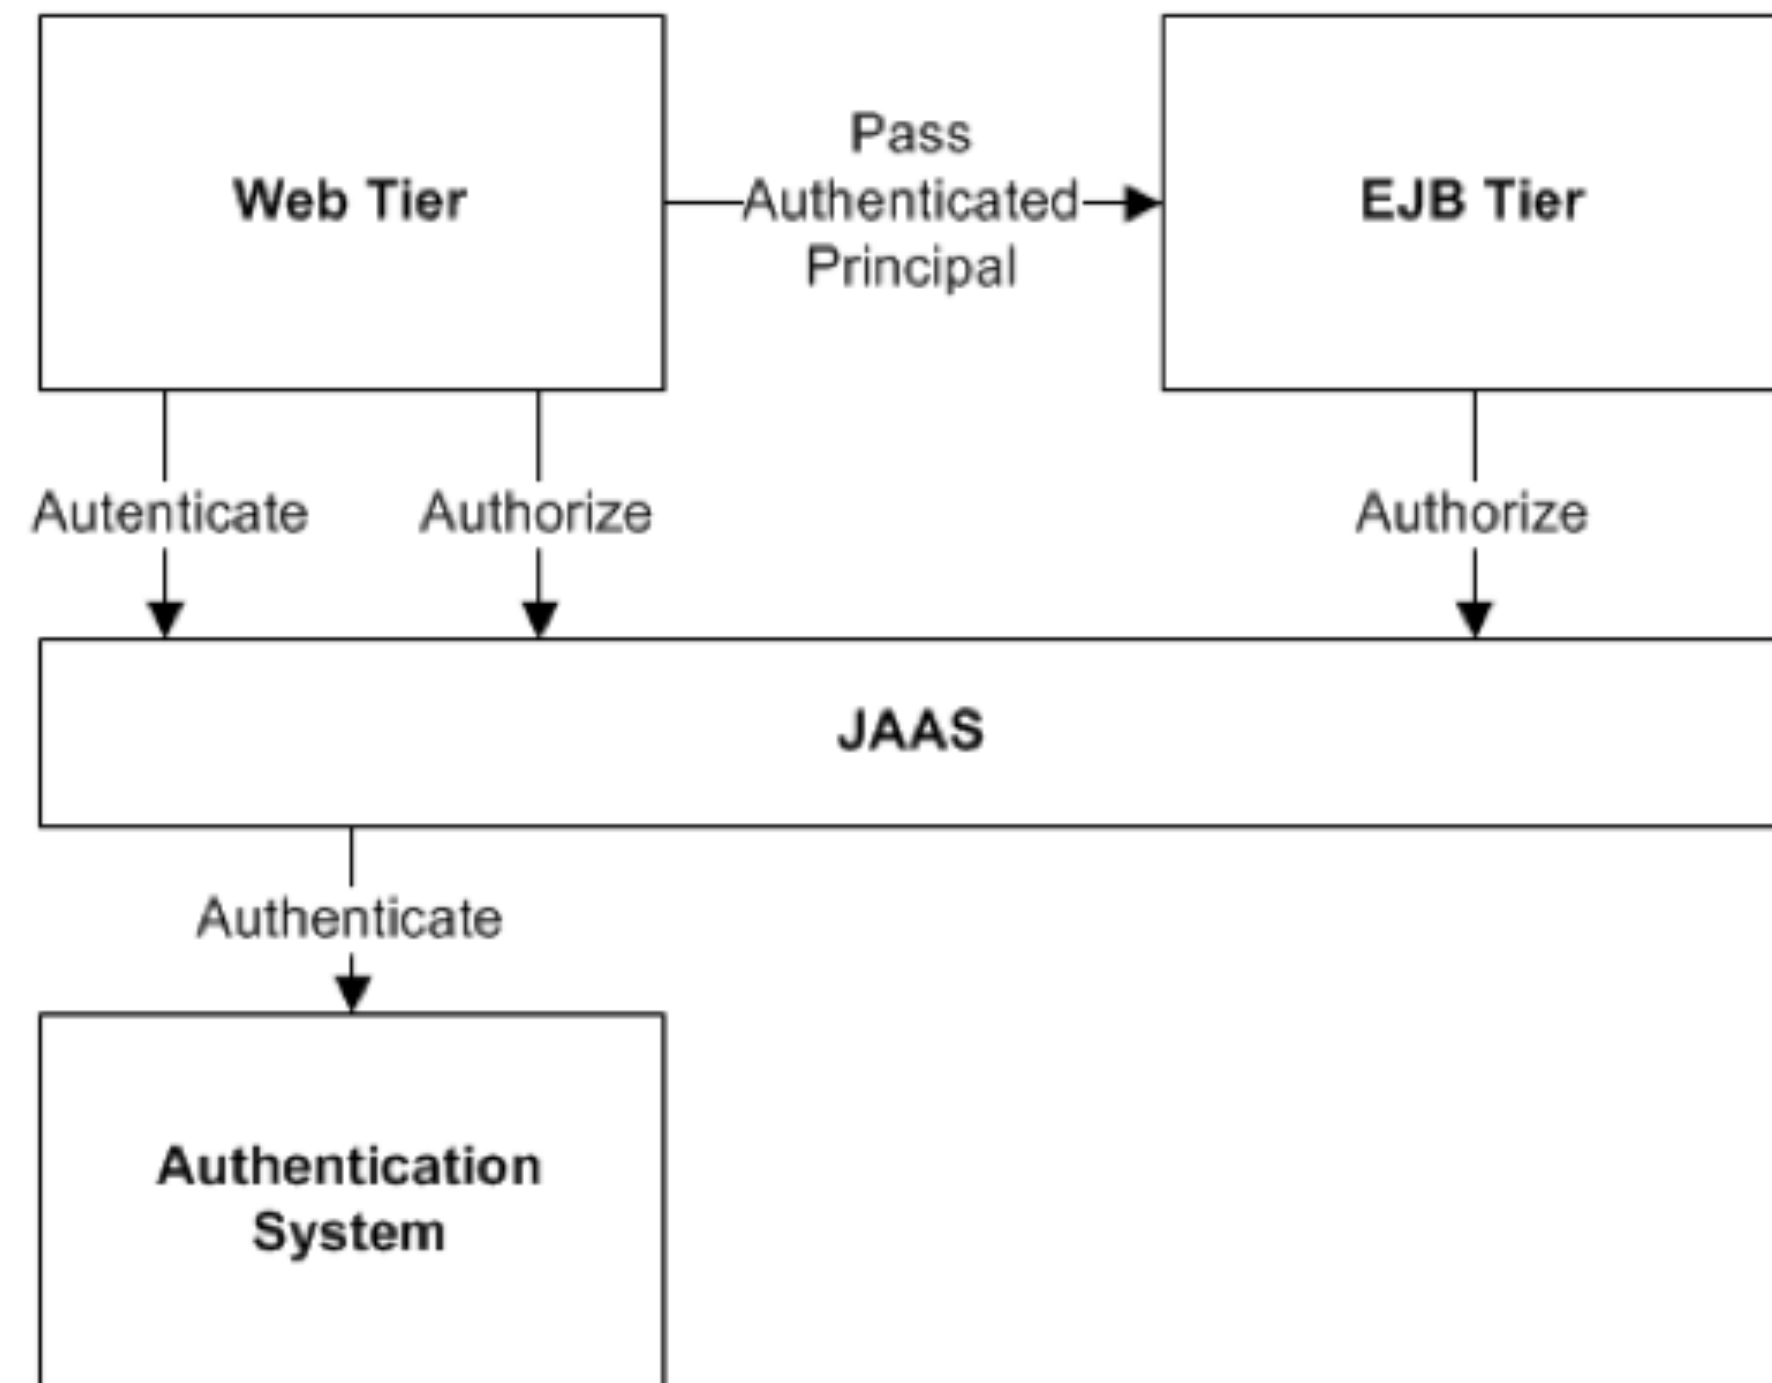 Web Tier
Pass
Authenticated
Principal
EJB Tier
Autenticate
Authorize
Authorize
JAAS
Authenticate
Authentication
System